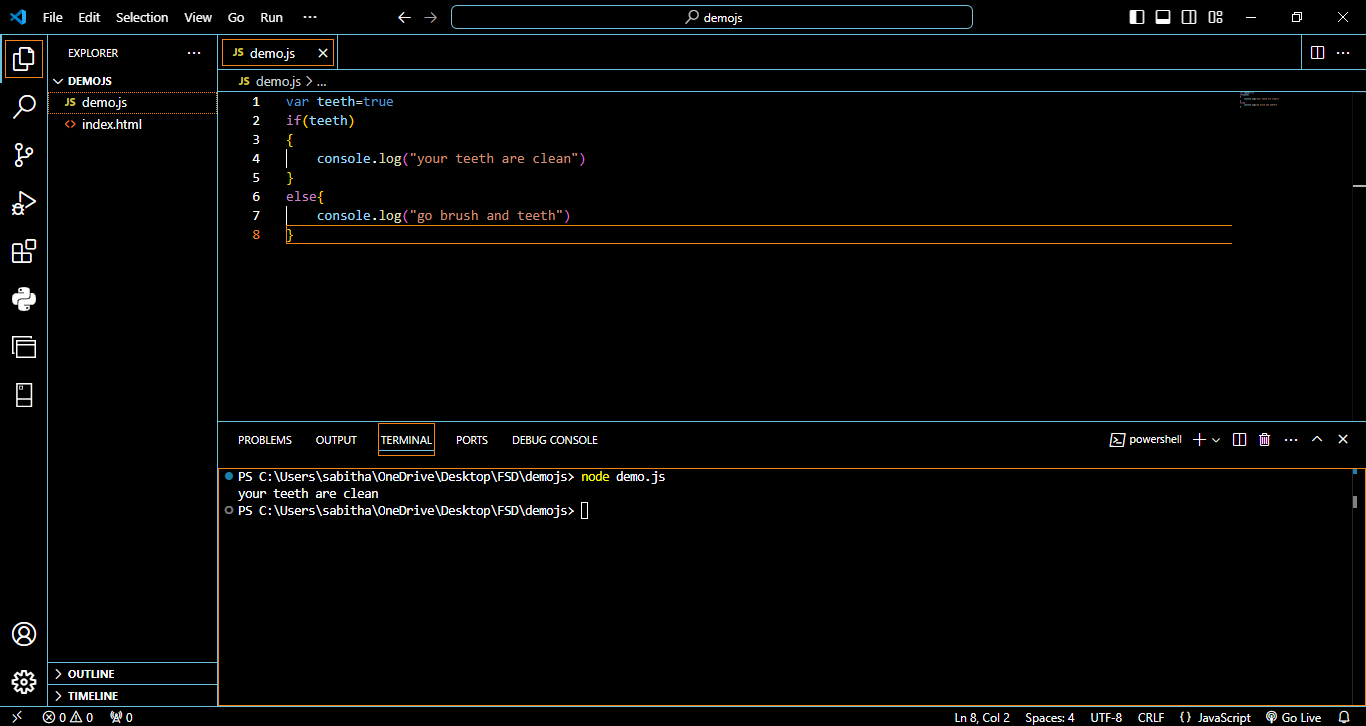 File Edit Selection View Go Run ··· demojs
EXPLORER ···
DEMOJS
JS demo.js
<> index.html
OUTLINE
TIMELINE
JS demo.js
JS demo.js > ...
1 var teeth=true
2 if(teeth)
3 {
4 console.log("your teeth are clean")
5 }
6 else{
7 console.log("go brush and teeth")
8 }
PROBLEMS OUTPUT TERMINAL PORTS DEBUG CONSOLE powershell
PS C:\Users\sabitha\OneDrive\Desktop\FSD\demojs> node demo.js
your teeth are clean
PS C:\Users\sabitha\OneDrive\Desktop\FSD\demojs>
0 0 0 Ln 8, Col 2 Spaces: 4 UTF-8 CRLF {} JavaScript Go Live